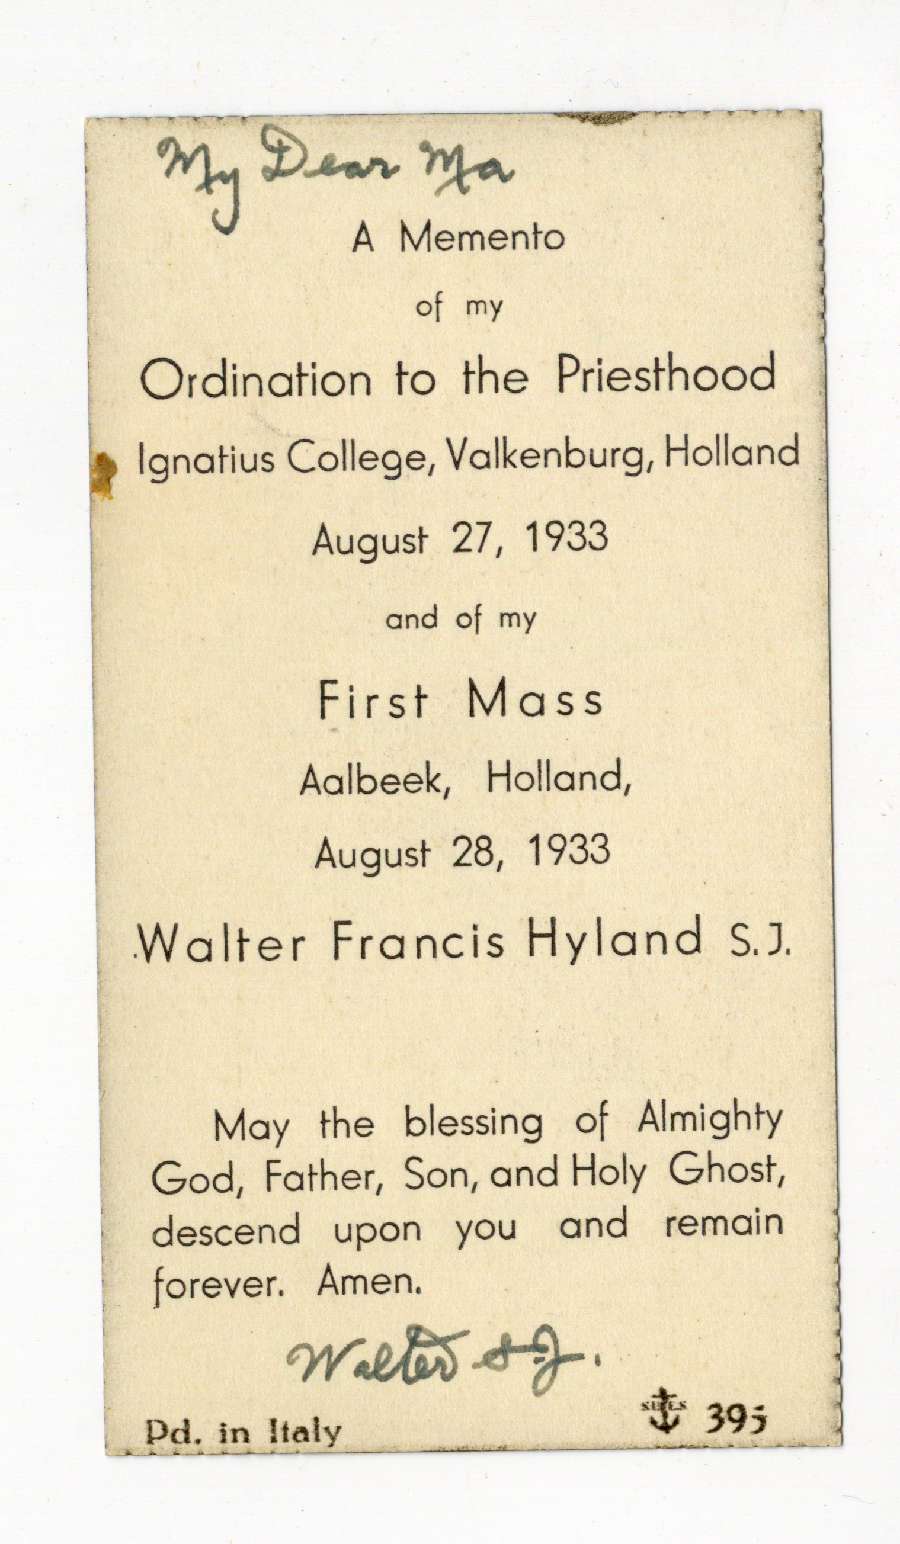 My Dear Ma
A Memento
of my
Ordination to the Priesthood
Ignatius College, Valkenburg, Holland
August 27, 1933
and of my
First Mass
Aalbeek, Holland,
August 28, 1933
Walter Francis Hyland S.J.
May the blessing of Almighty
God, Father, Son, and Holy Ghost,
descend upon you and remain
forever. Amen.
Walter S.J.
Pd. in Italy
395